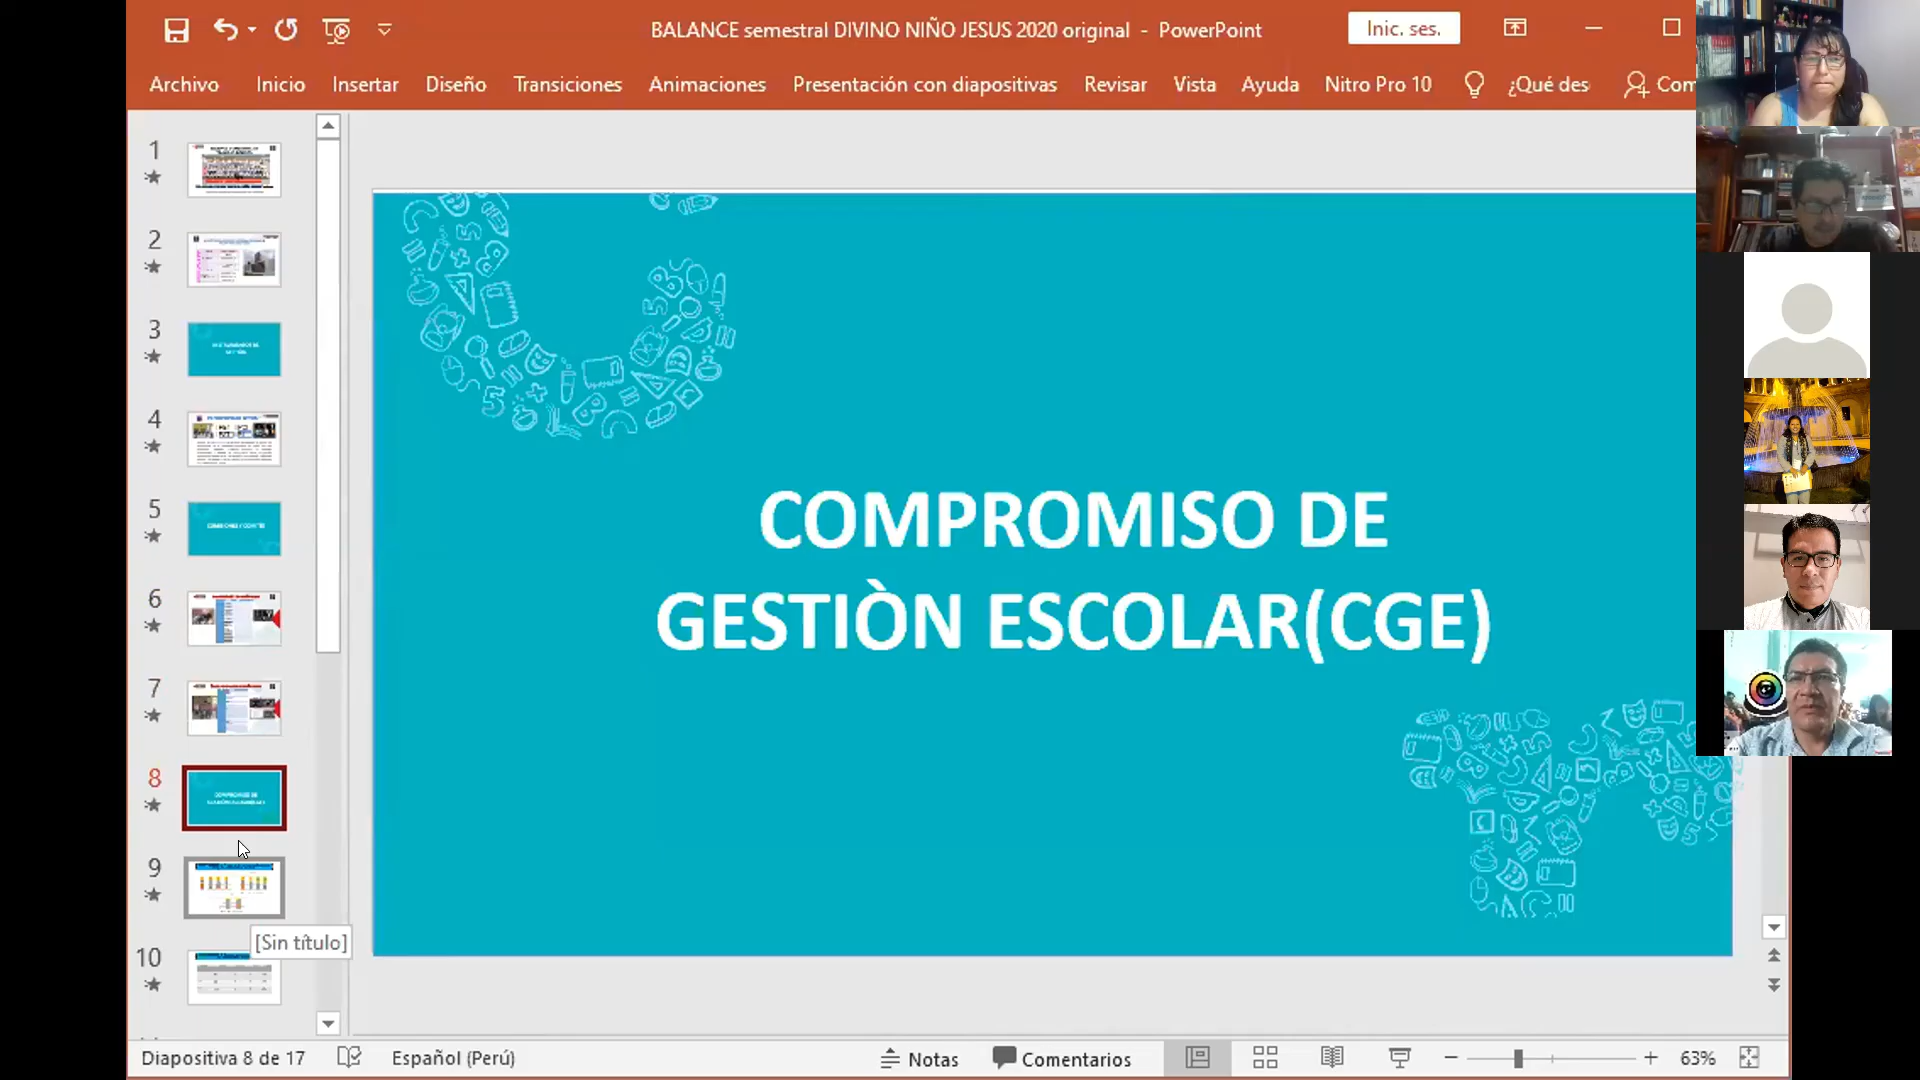 BALANCE semestral DIVINO NIÑO JESUS 2020 original - PowerPoint
Inic. ses.
Archivo Inicio Insertar Diseño Transiciones Animaciones Presentación con diapositivas Revisar Vista Ayuda Nitro Pro 10 ¿Qué des Com
1
2
3
4
5
6
7
8
9
10
COMPROMISO DE
GESTIÒN ESCOLAR(CGE)
[Sin título]
Diapositiva 8 de 17 Español (Perú) Notas Comentarios 63%